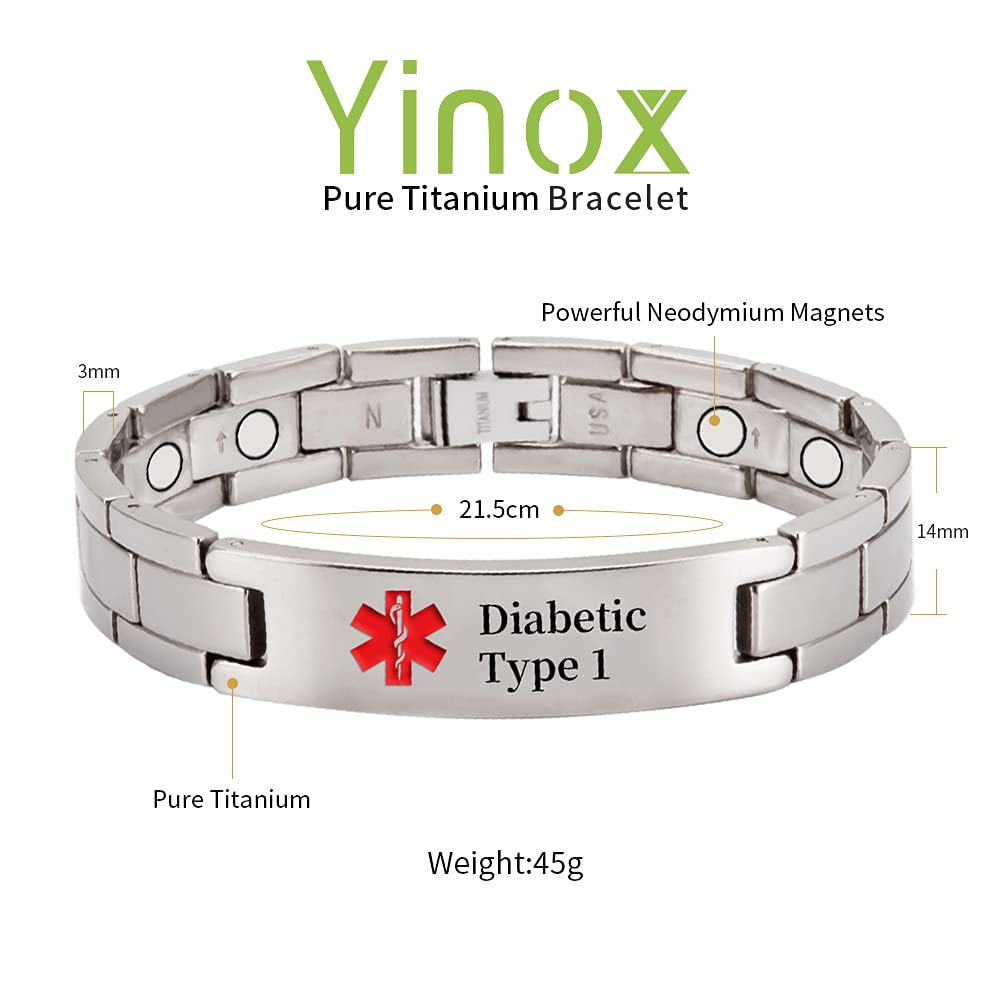 Yinox
Pure Titanium Bracelet
Powerful Neodymium Magnets
3mm
N
TITANIUM
USA
21.5cm
14mm
Diabetic
Type 1
Pure Titanium
Weight:45g